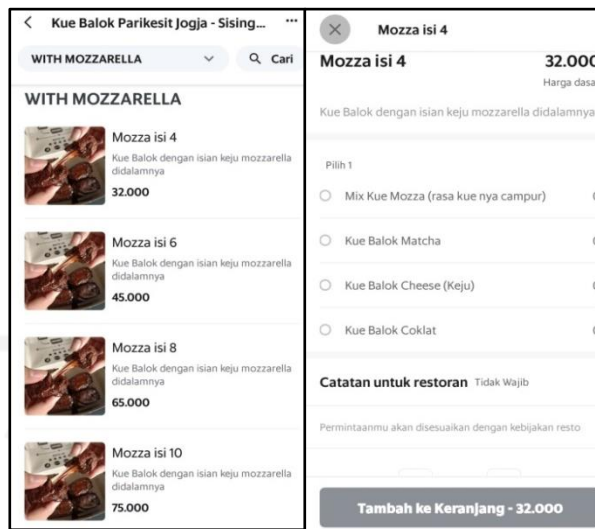 Kue Balok Parikesit Jogja - Sising...
WITH MOZZARELLA
Cari
WITH MOZZARELLA
Mozza isi 4
Kue Balok dengan isian keju mozzarella
didalamnya
32.000
Mozza isi 6
Kue Balok dengan isian keju mozzarella
didalamnya
45.000
Mozza isi 8
Kue Balok dengan isian keju mozzarella
didalamnya
65.000
Mozza isi 10
Kue Balok dengan isian keju mozzarella
didalamnya
75.000
Mozza isi 4
Mozza isi 4 32.000
Harga dasa
Kue Balok dengan isian keju mozzarella didalamnya
Pilih 1
Mix Kue Mozza (rasa kue nya campur)
Kue Balok Matcha
Kue Balok Cheese (Keju)
Kue Balok Coklat
Catatan untuk restoran Tidak Wajib
Permintaanmu akan disesuaikan dengan kebijakan resto
Tambah ke Keranjang - 32.000